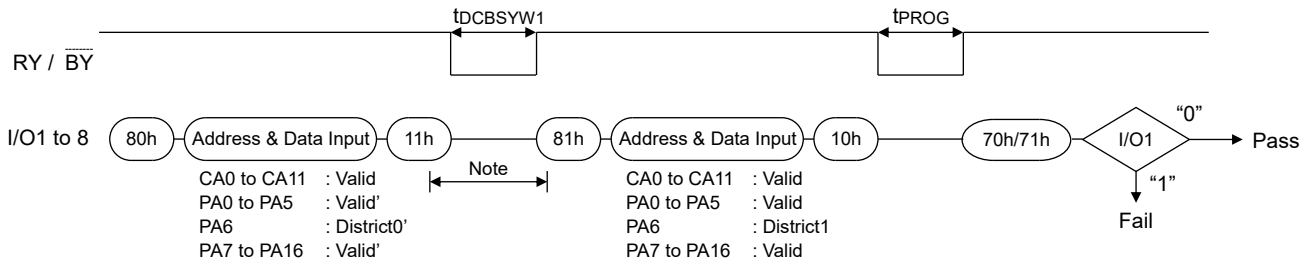 tDCBSYW1
tPROG
RY / BY
I/O1 to 8
80h
Address & Data Input
11h
81h
Address & Data Input
10h
70h/71h
I/O1
“0”
Pass
“1”
Fail
Note
CA0 to CA11 : Valid
PA0 to PA5 : Valid’
PA6 : District0’
PA7 to PA16 : Valid’
CA0 to CA11 : Valid
PA0 to PA5 : Valid
PA6 : District1
PA7 to PA16 : Valid